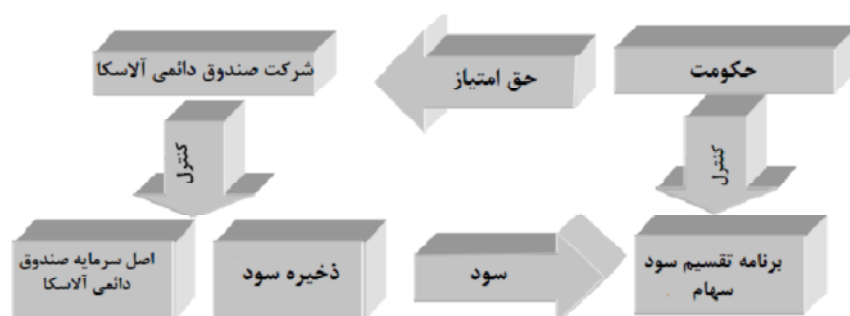 حکومت
حق امتیاز
شرکت صندوق دائمی آلاسکا
کنترل
کنترل
برنامه تقسیم سود
سهام
سود
ذخیره سود
اصل سرمایه صندوق
دائمی آلاسکا